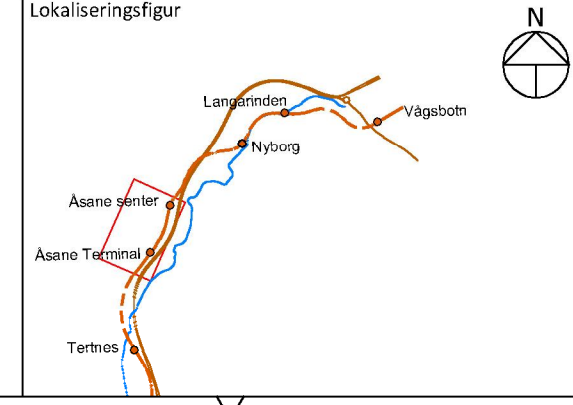 Lokaliseringsfigur
N
Langarinden
Vågsbotn
Nyborg
Åsane senter
Åsane Terminal
Tertnes